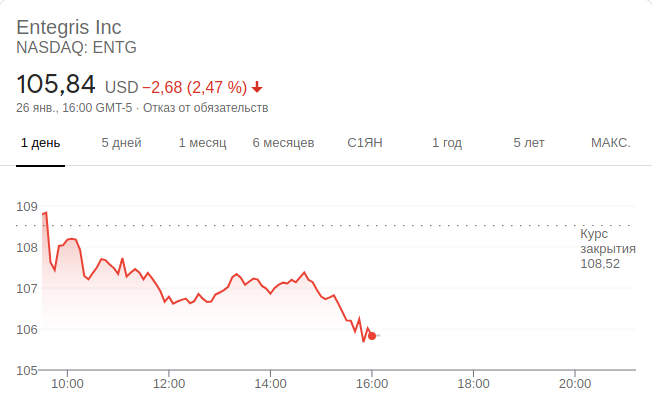 Entegris Inc
NASDAQ: ENTG
105,84 USD −2,68 (2,47 %)
26 янв., 16:00 GMT-5 · Отказ от обязательств
1 день 5 дней 1 месяц 6 месяцев С1ЯН 1 год 5 лет МАКС.
109
108
107
106
105
Курс
закрытия
108,52
10:00 12:00 14:00 16:00 18:00 20:00